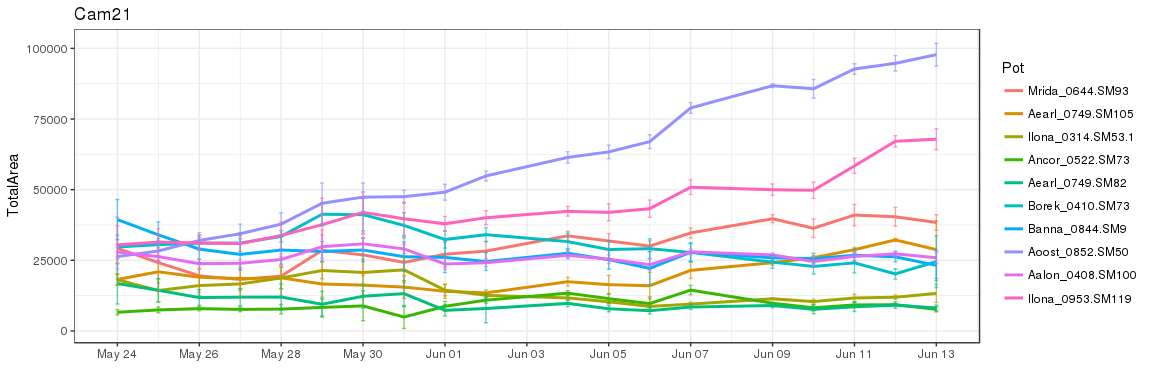 Cam21
TotalArea
100000
75000
50000
25000
0
May 24
May 26
May 28
May 30
Jun 01
Jun 03
Jun 05
Jun 07
Jun 09
Jun 11
Jun 13
Pot
Mrida_0644.SM93
Aearl_0749.SM105
Ilona_0314.SM53.1
Ancor_0522.SM73
Aearl_0749.SM82
Borek_0410.SM73
Banna_0844.SM9
Aoost_0852.SM50
Aalon_0408.SM100
Ilona_0953.SM119